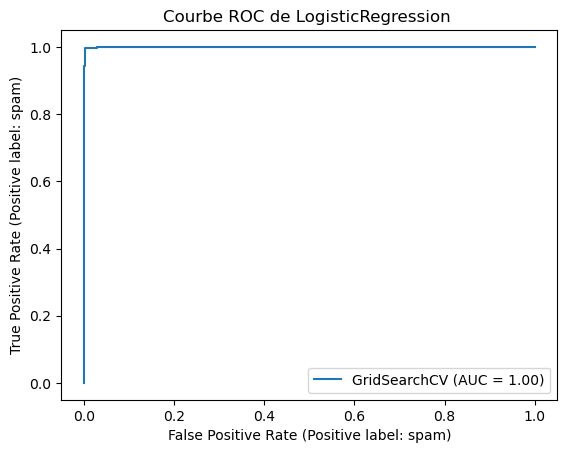 Courbe ROC de LogisticRegression
True Positive Rate (Positive label: spam)
1.0
0.8
0.6
0.4
0.2
0.0
GridSearchCV (AUC = 1.00)
0.0 0.2 0.4 0.6 0.8 1.0
False Positive Rate (Positive label: spam)